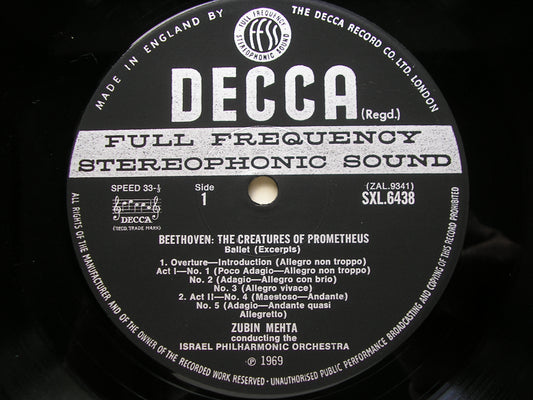 MADE IN ENGLAND BY THE DECCA RECORD CO. LTD. LONDON
FULL FREQUENCY
ffss
STEREOPHONIC SOUND
DECCA (Regd.)
FULL FREQUENCY
STEREOPHONIC SOUND
SPEED 33-⅓
Side
1
(ZAL.9341)
SXL.6438
DECCA
(REGD. TRADE MARK)
BEETHOVEN: THE CREATURES OF PROMETHEUS
Ballet (Excerpts)
1. Overture—Introduction (Allegro non troppo)
Act I—No. 1 (Poco Adagio—Allegro non troppo)
No. 2 (Adagio—Allegro con brio)
No. 3 (Allegro vivace)
2. Act II—No. 4 (Maestoso—Andante)
No. 5 (Adagio—Andante quasi
Allegretto)
ZUBIN MEHTA
conducting the
ISRAEL PHILHARMONIC ORCHESTRA
℗ 1969
ALL RIGHTS OF THE MANUFACTURER AND OF THE OWNER OF THE RECORDED WORK RESERVED · UNAUTHORISED PUBLIC PERFORMANCE BROADCASTING AND COPYING OF THIS RECORD PROHIBITED